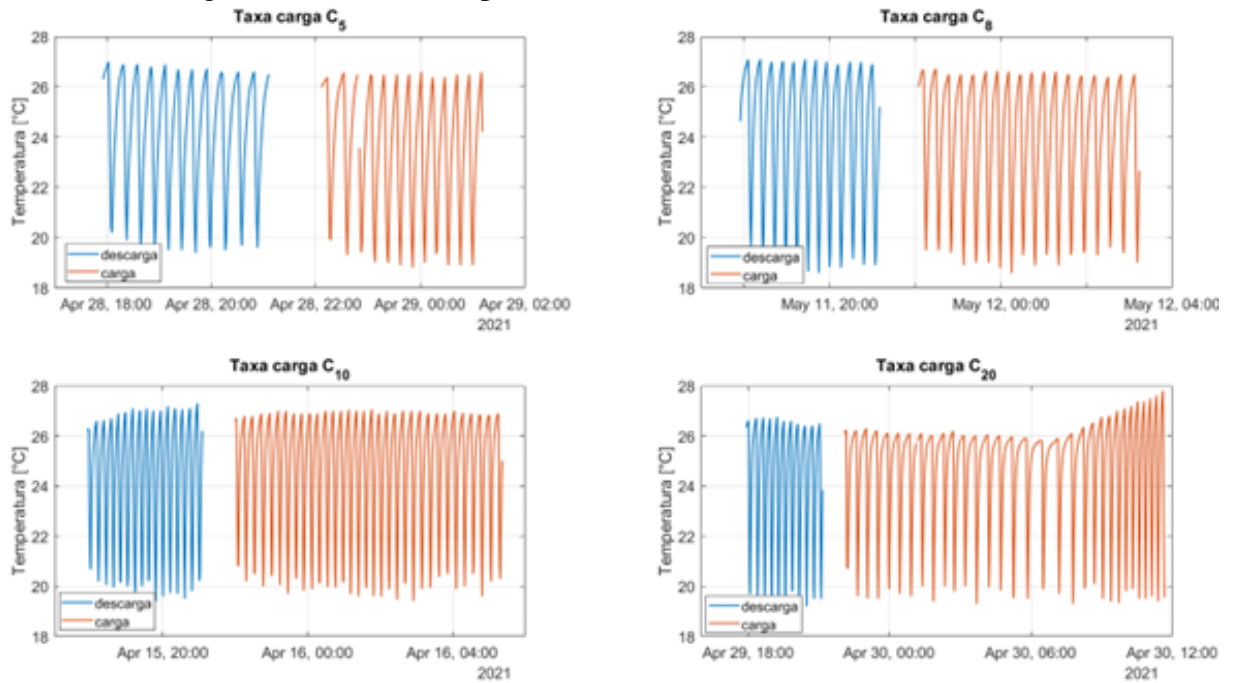 Taxa carga C5
28
26
24
22
20
18
Temperatura [°C]
descarga
carga
Apr 28, 18:00
Apr 28, 20:00
Apr 28, 22:00
Apr 29, 00:00
Apr 29, 02:00
2021
Taxa carga C8
28
26
24
22
20
18
Temperatura [°C]
descarga
carga
May 11, 20:00
May 12, 00:00
May 12, 04:00
2021
Taxa carga C10
28
26
24
22
20
18
Temperatura [°C]
descarga
carga
Apr 15, 20:00
Apr 16, 00:00
Apr 16, 04:00
2021
Taxa carga C20
28
26
24
22
20
18
Temperatura [°C]
descarga
carga
Apr 29, 18:00
Apr 30, 00:00
Apr 30, 06:00
Apr 30, 12:00
2021